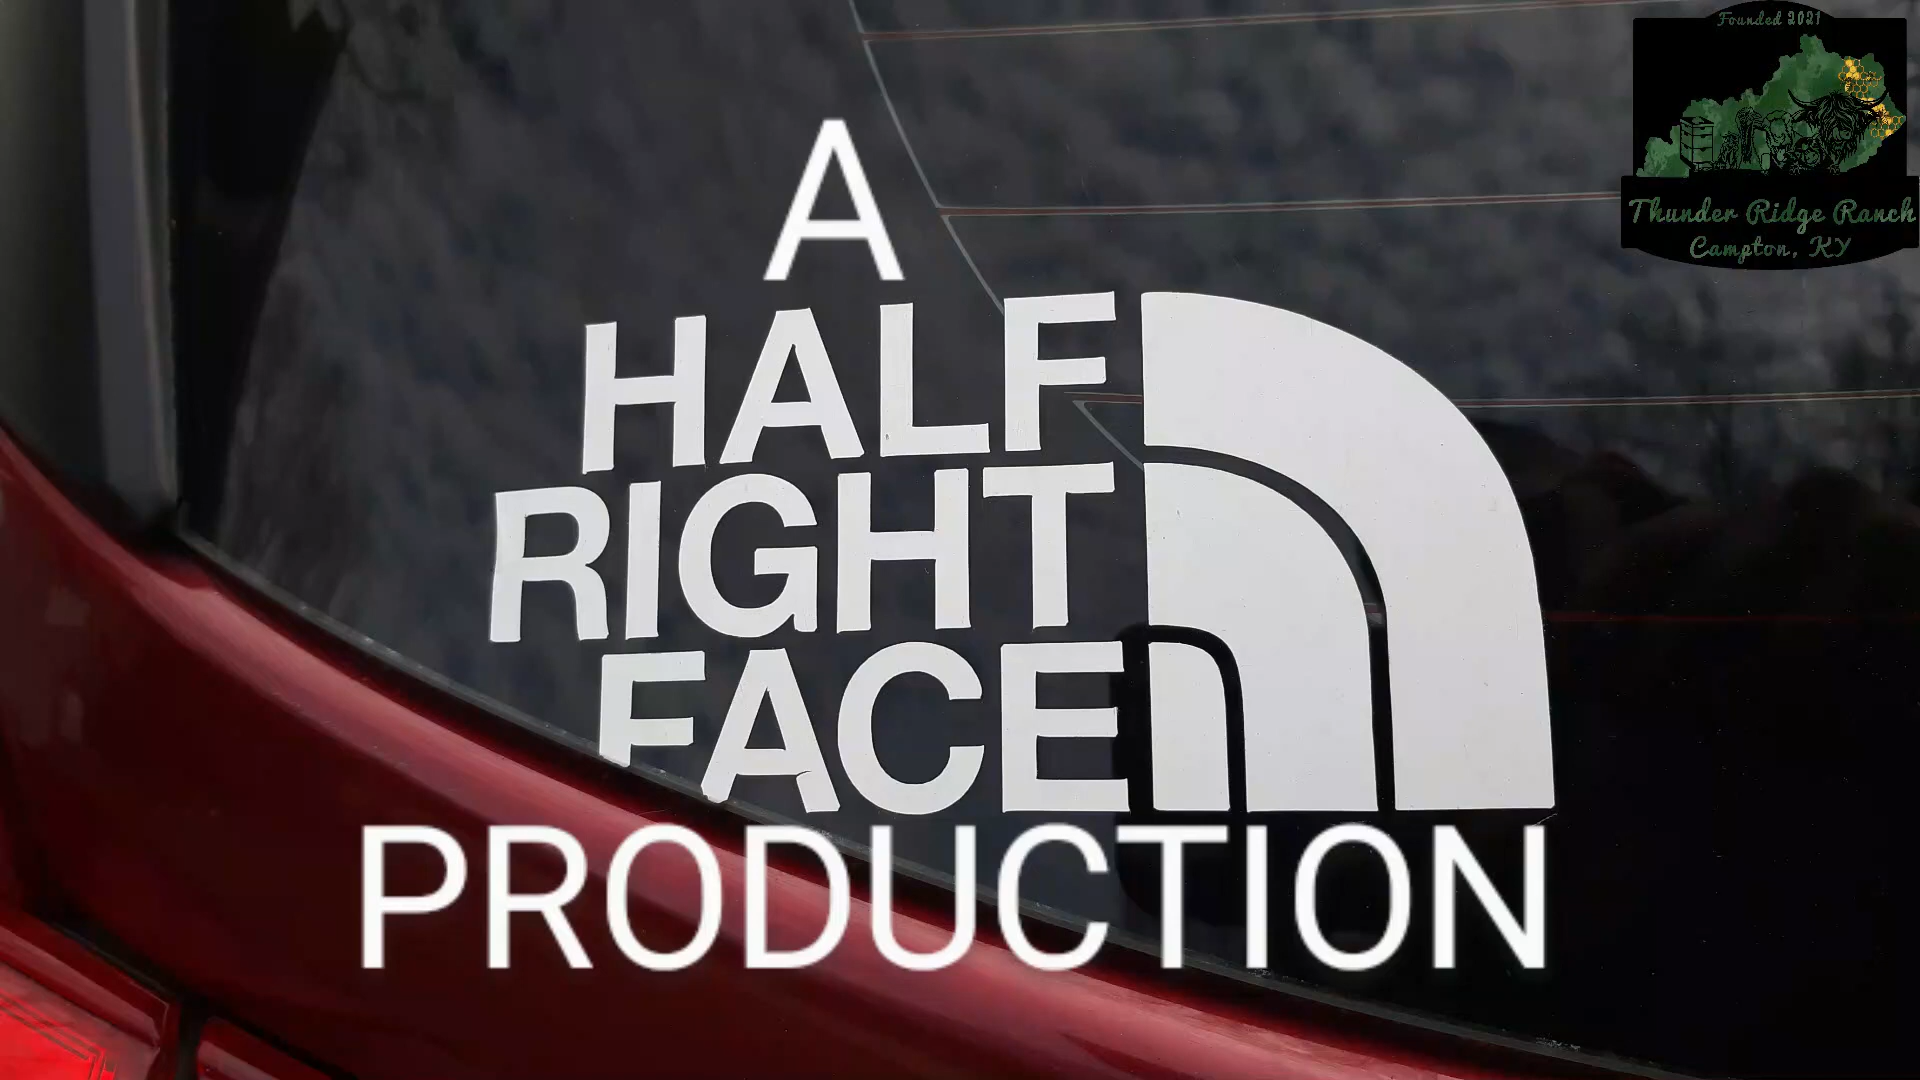 Founded 2021
Thunder Ridge Ranch
Campton, KY
A
HALF
RIGHT
FACE
PRODUCTION